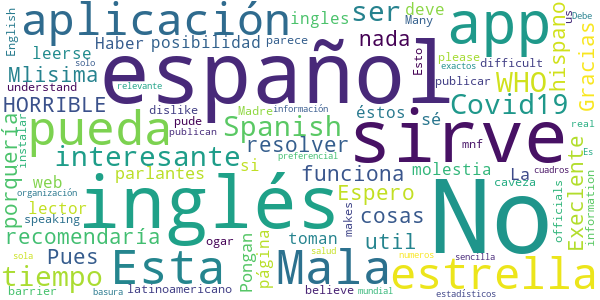 English aplicación ingles ser deve Many app us Debe
leerse Haber posibilidad nada parece Esto please difficult hispano Gracias
Mlisima solo español WHO exactos
understand
HORRIBLE relevante dislike Madre información éstos sé publicar Covid19
porquería instalar pueda publican pude Spanish resolver sirve mnf real
interesante si funciona molestia La Execlente Es
web parlantes preferencial inglés Espero No caveza cuadros
lector speaking cosas officials information
recomendaría organización ogar makes util
tiempo Pues Esta Pongan página toman Mala estrella
barrier latinoamericano sola salud believe números sencilla
basura mundial estadísticos